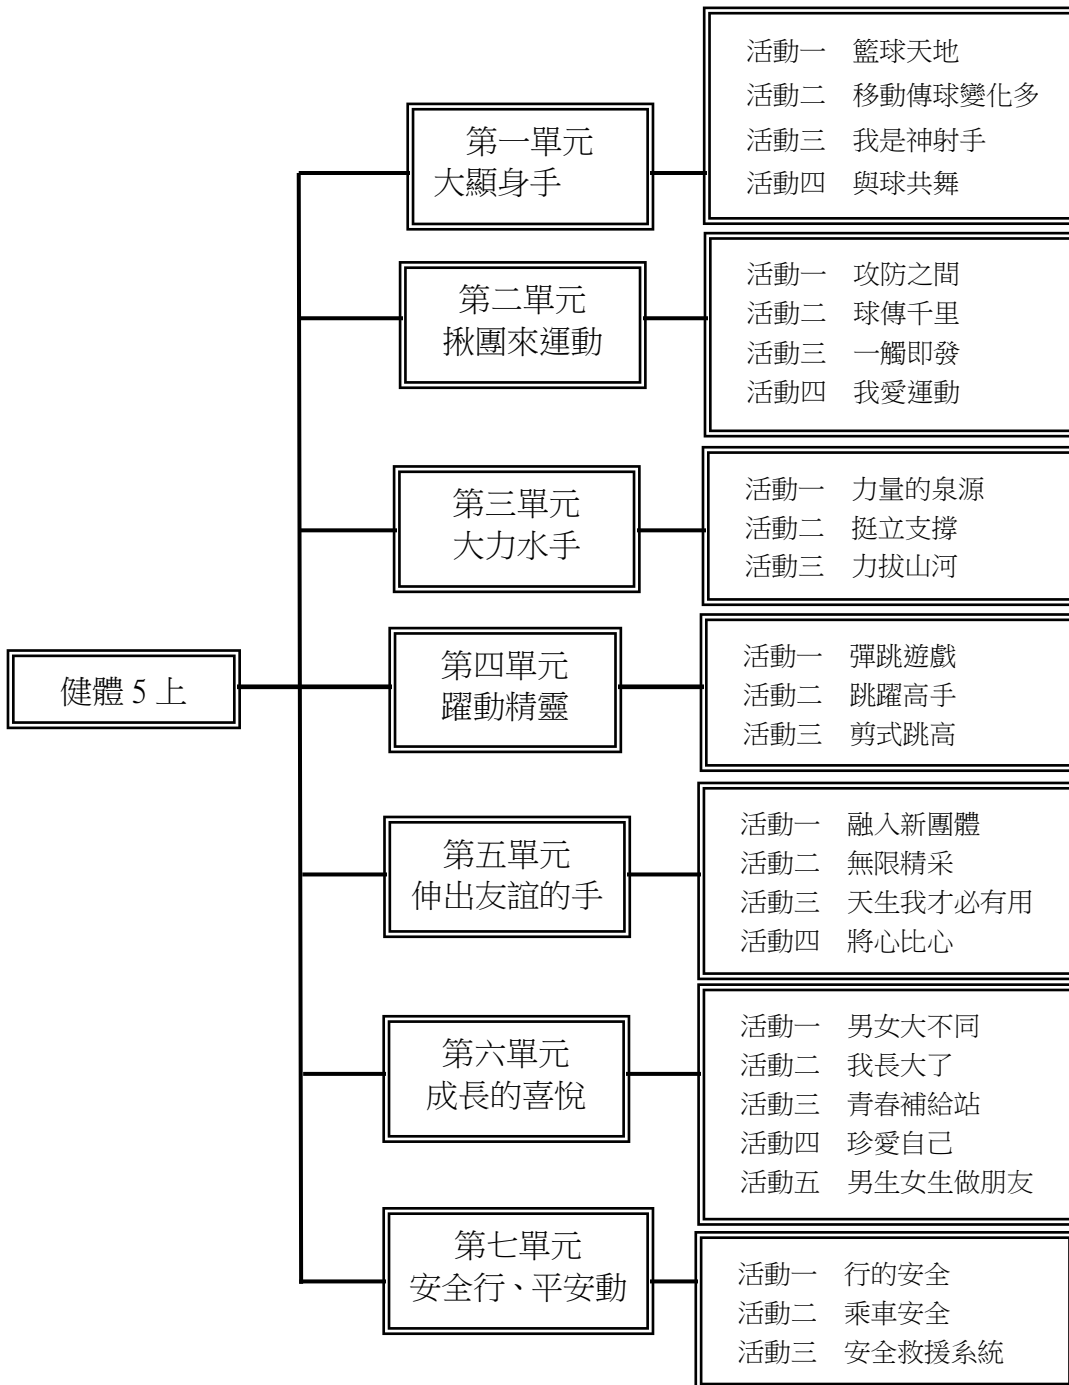 健體 5 上
第一單元
大顯身手
活動一　籃球天地
活動二　移動傳球變化多
活動三　我是神射手
活動四　與球共舞
第二單元
揪團來運動
活動一　攻防之間
活動二　球傳千里
活動三　一觸即發
活動四　我愛運動
第三單元
大力水手
活動一　力量的泉源
活動二　挺立支撐
活動三　力拔山河
第四單元
躍動精靈
活動一　彈跳遊戲
活動二　跳躍高手
活動三　剪式跳高
第五單元
伸出友誼的手
活動一　融入新團體
活動二　無限精采
活動三　天生我才必有用
活動四　將心比心
第六單元
成長的喜悅
活動一　男女大不同
活動二　我長大了
活動三　青春補給站
活動四　珍愛自己
活動五　男生女生做朋友
第七單元
安全行、平安動
活動一　行的安全
活動二　乘車安全
活動三　安全救援系統